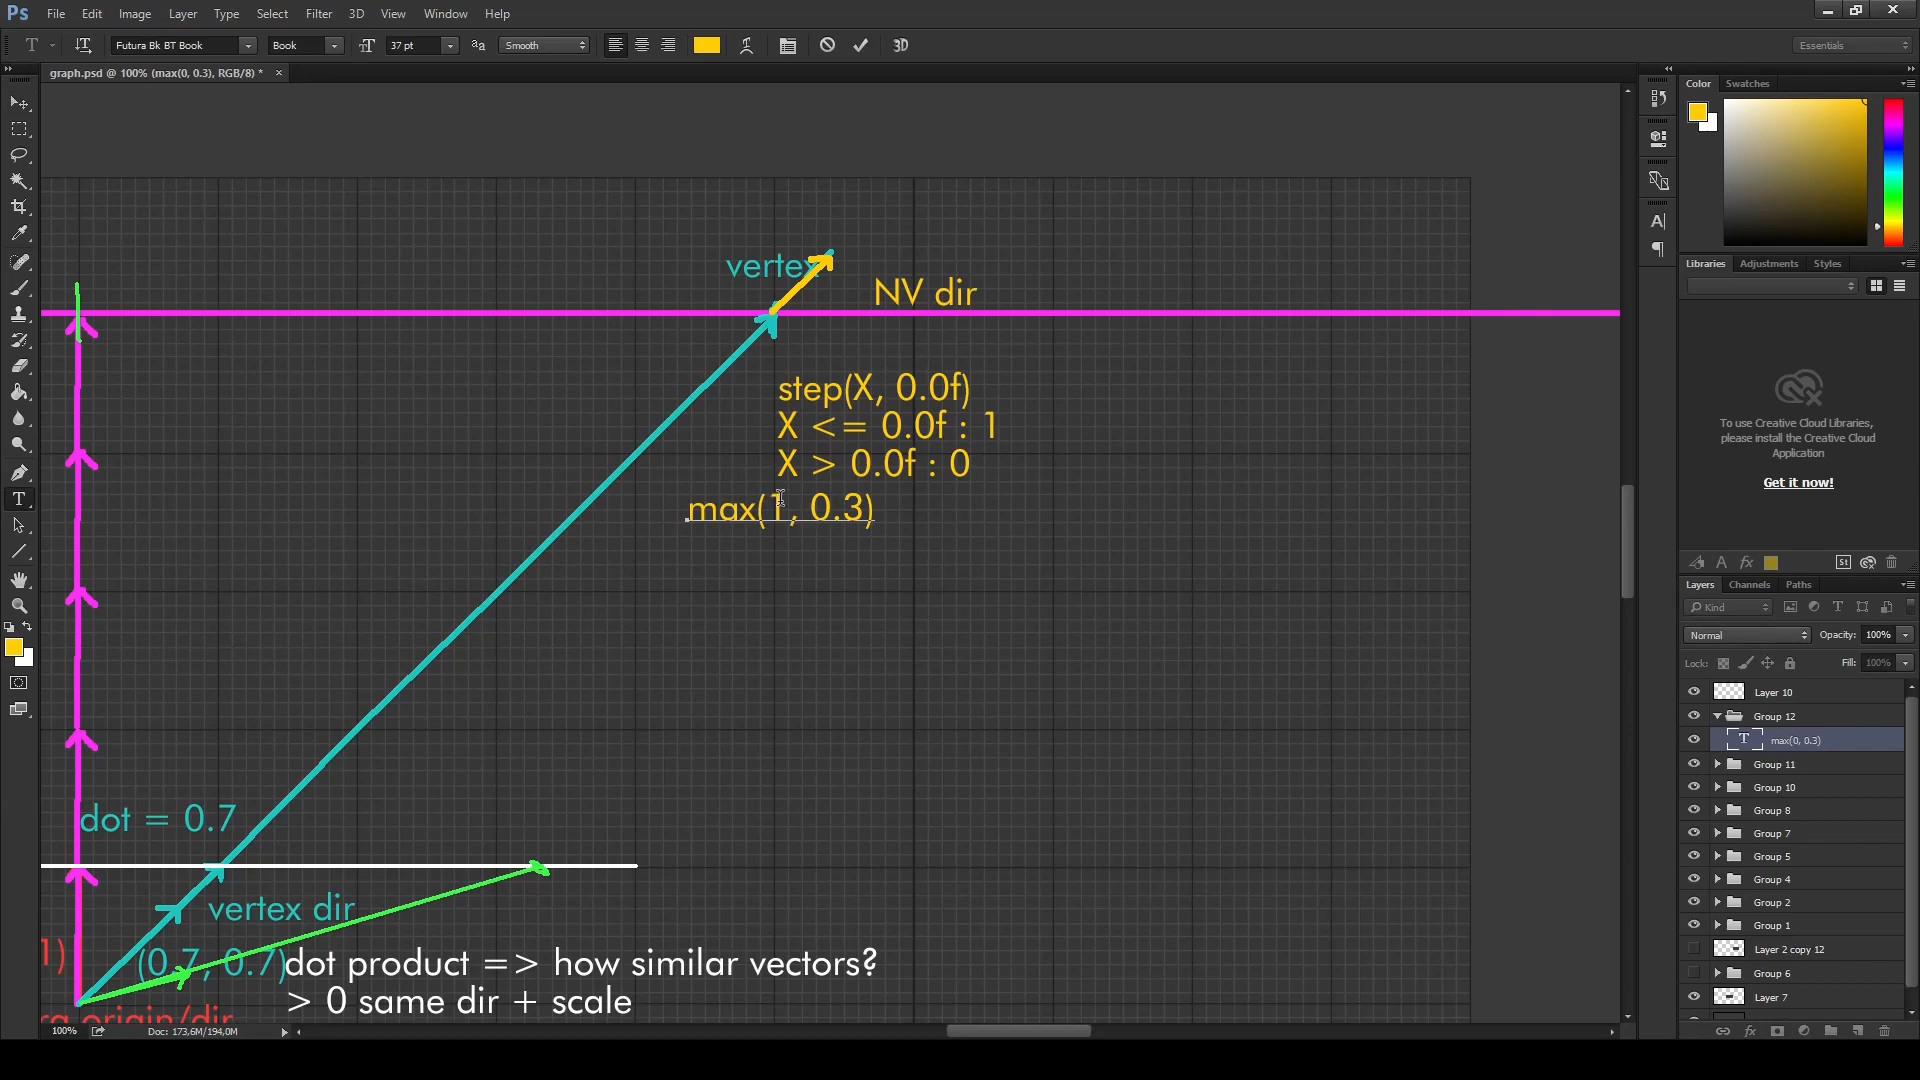 Ps File Edit Image Layer Type Select Filter 3D View Window Help
T Futura Bk BT Book Book 37 pt Smooth 3D Essentials
graph.psd @ 100% (max(0, 0.3), RGB/8) * ×
Color Swatches
vertex
NV dir
step(X, 0.0f)
X <= 0.0f : 1
X > 0.0f : 0
max(1, 0.3)
dot = 0.7
vertex dir
(0.7, 0.7)
1)
dot product => how similar vectors?
> 0 same dir + scale
origin/dir
100% Doc: 173,6M/194,0M
Libraries Adjustments Styles
To use Creative Cloud Libraries,
please install the Creative Cloud
Application
Get it now!
St
Layers Channels Paths
Kind
Normal Opacity: 100%
Lock: Fill: 100%
Layer 10
Group 12
T max(0, 0.3)
Group 11
Group 10
Group 8
Group 7
Group 5
Group 4
Group 2
Group 1
Layer 2 copy 12
Group 6
Layer 7